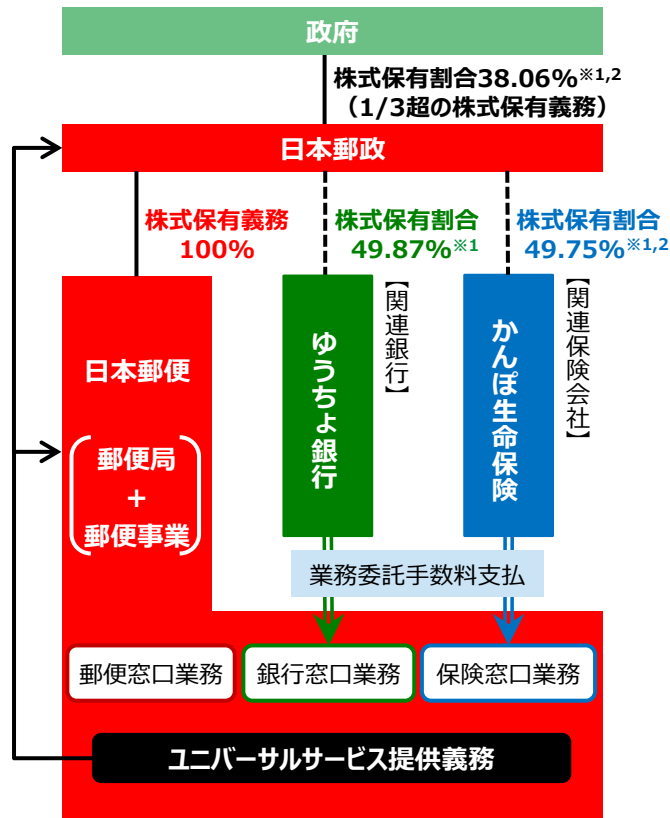 政府
株式保有割合38.06%※1,2
（1/3超の株式保有義務）
日本郵政
株式保有義務
100%
株式保有割合
49.87%※1
株式保有割合
49.75%※1,2
日本郵便
郵便局
+
郵便事業
ゆうちょ銀行
【関連銀行】
かんぽ生命保険
【関連保険会社】
業務委託手数料支払
郵便窓口業務
銀行窓口業務
保険窓口業務
ユニバーサルサービス提供義務